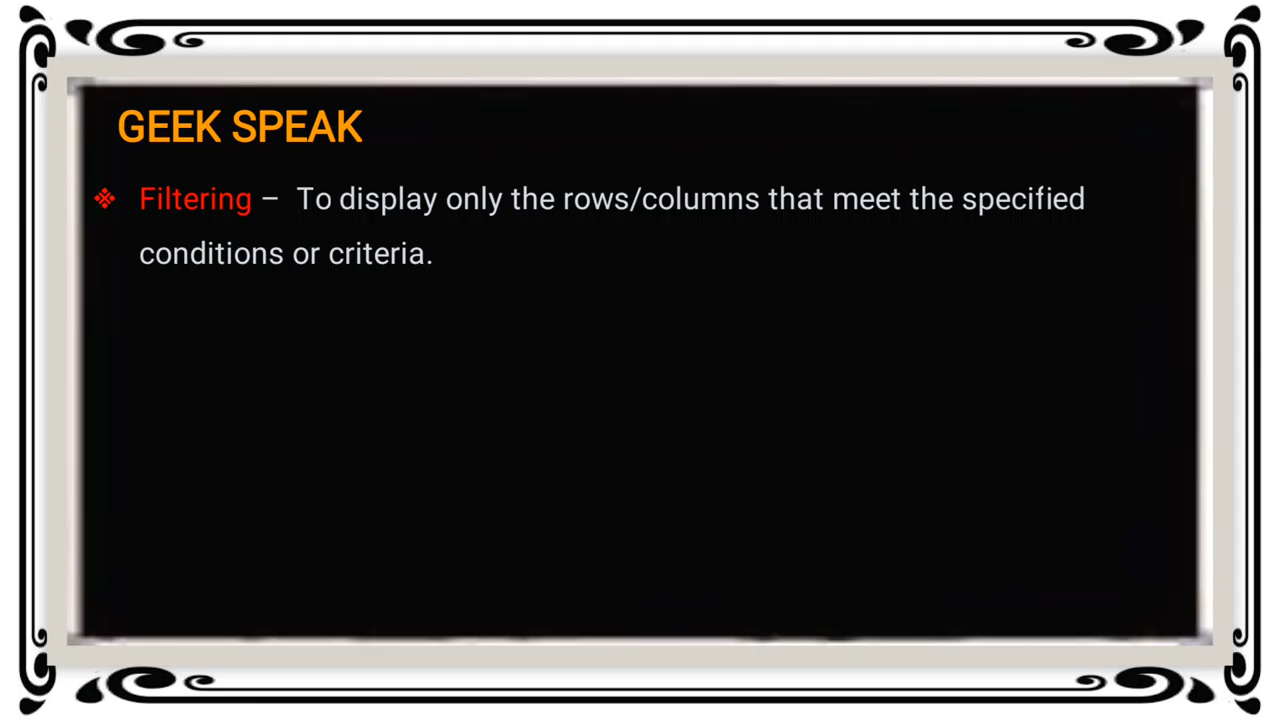 GEEK SPEAK
❖ Filtering – To display only the rows/columns that meet the specified
conditions or criteria.